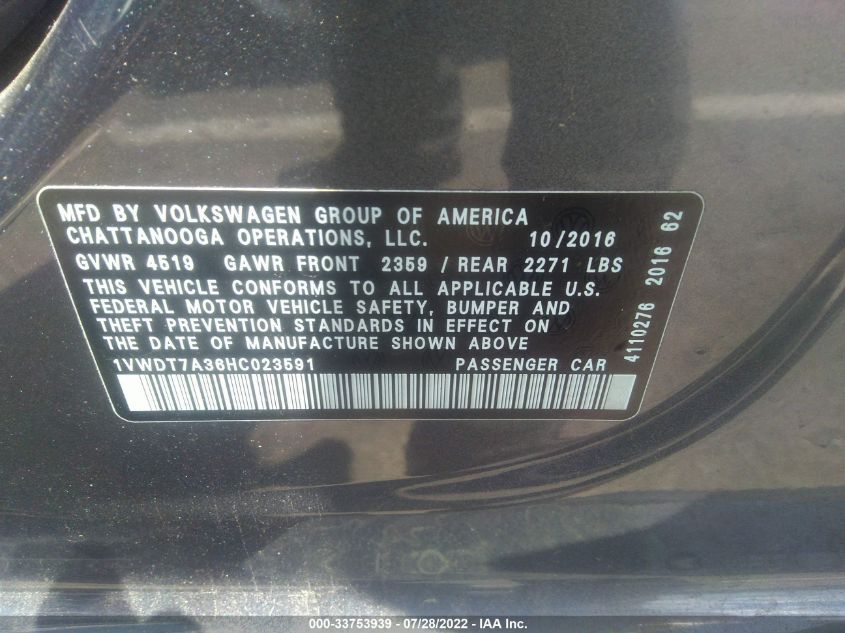 MFD BY VOLKSWAGEN GROUP OF AMERICA
CHATTANOOGA OPERATIONS, LLC. 10/2016
GVWR 4519 GAWR FRONT 2359 / REAR 2271 LBS
THIS VEHICLE CONFORMS TO ALL APPLICABLE U.S.
FEDERAL MOTOR VEHICLE SAFETY, BUMPER AND
THEFT PREVENTION STANDARDS IN EFFECT ON
THE DATE OF MANUFACTURE SHOWN ABOVE
1VWDT7A36HC023591 PASSENGER CAR
4110276 2016 62
000-33753939 - 07/28/2022 - IAA Inc.